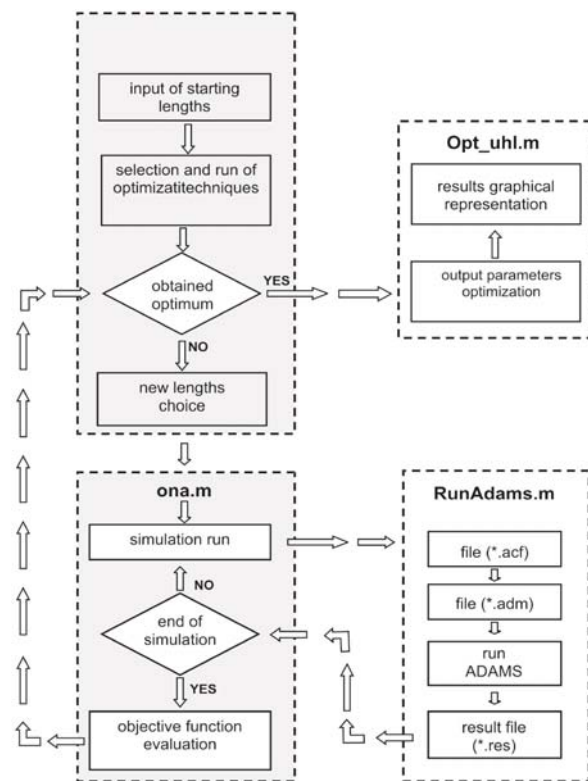 input of starting
lengths
selection and run of
optimizatitechniques
obtained
optimum
YES
NO
new lengths
choice
Opt_uhl.m
results graphical
representation
output parameters
optimization
ona.m
simulation run
NO
end of
simulation
YES
objective function
evaluation
RunAdams.m
file (*.acf)
file (*.adm)
run
ADAMS
result file
(*.res)